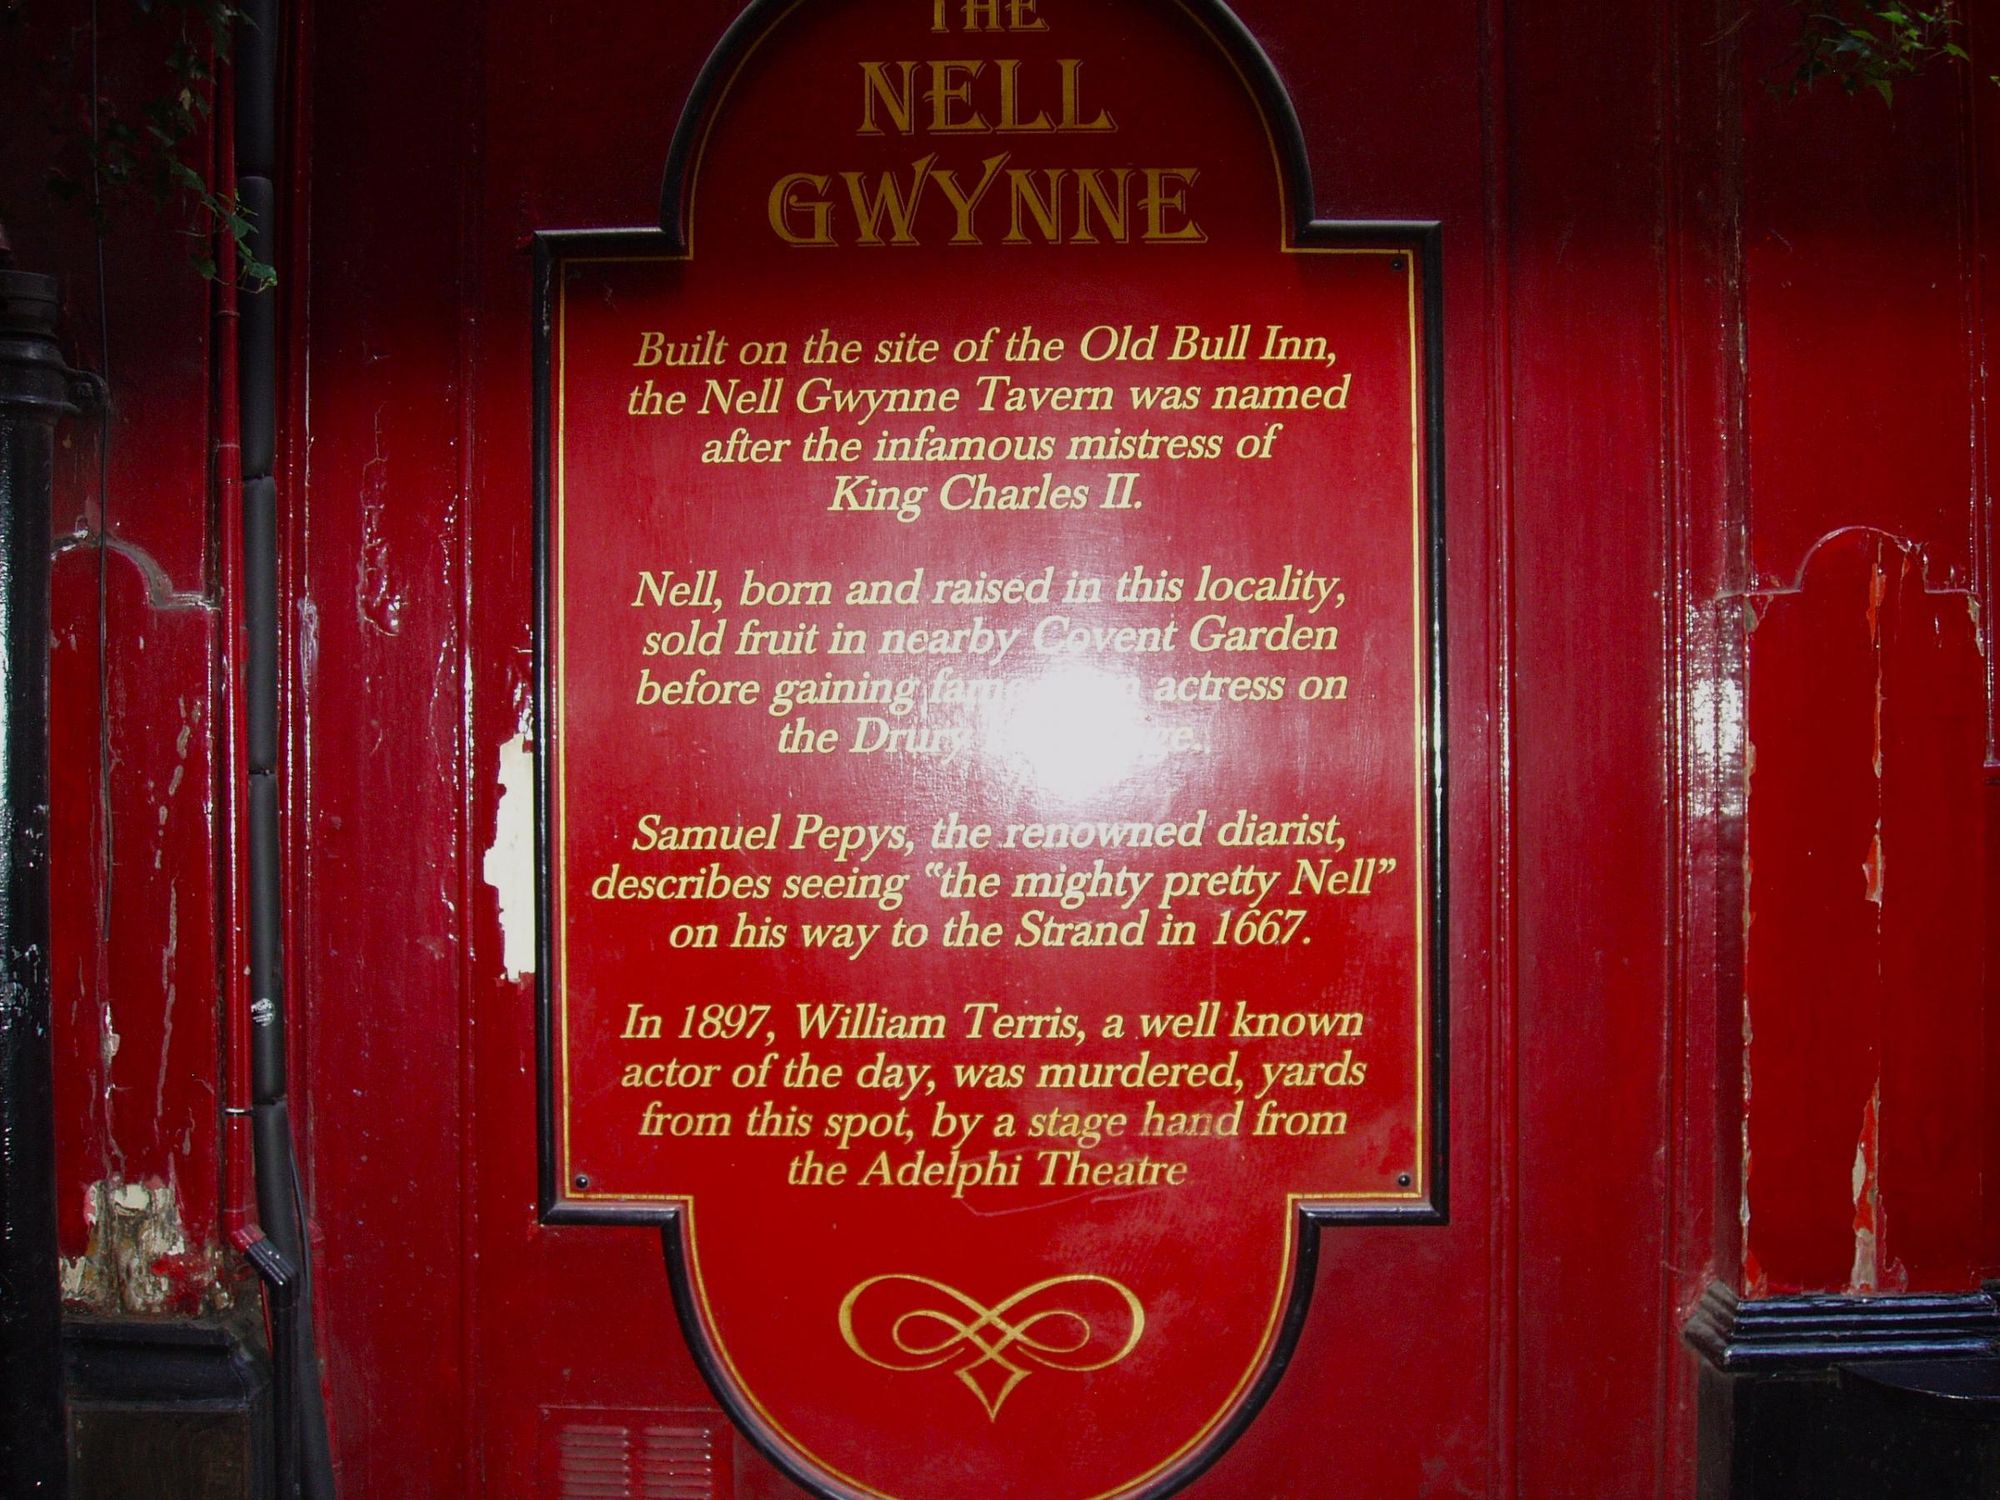 THE
NELL
GWYNNE
Built on the site of the Old Bull Inn,
the Nell Gwynne Tavern was named
after the infamous mistress of
King Charles II.
Nell, born and raised in this locality,
sold fruit in nearby Covent Garden
before gaining actress on
the Drury
Samuel Pepys, the renowned diarist,
describes seeing “the mighty pretty Nell”
on his way to the Strand in 1667.
In 1897, William Terris, a well known
actor of the day, was murdered, yards
from this spot, by a stage hand from
the Adelphi Theatre